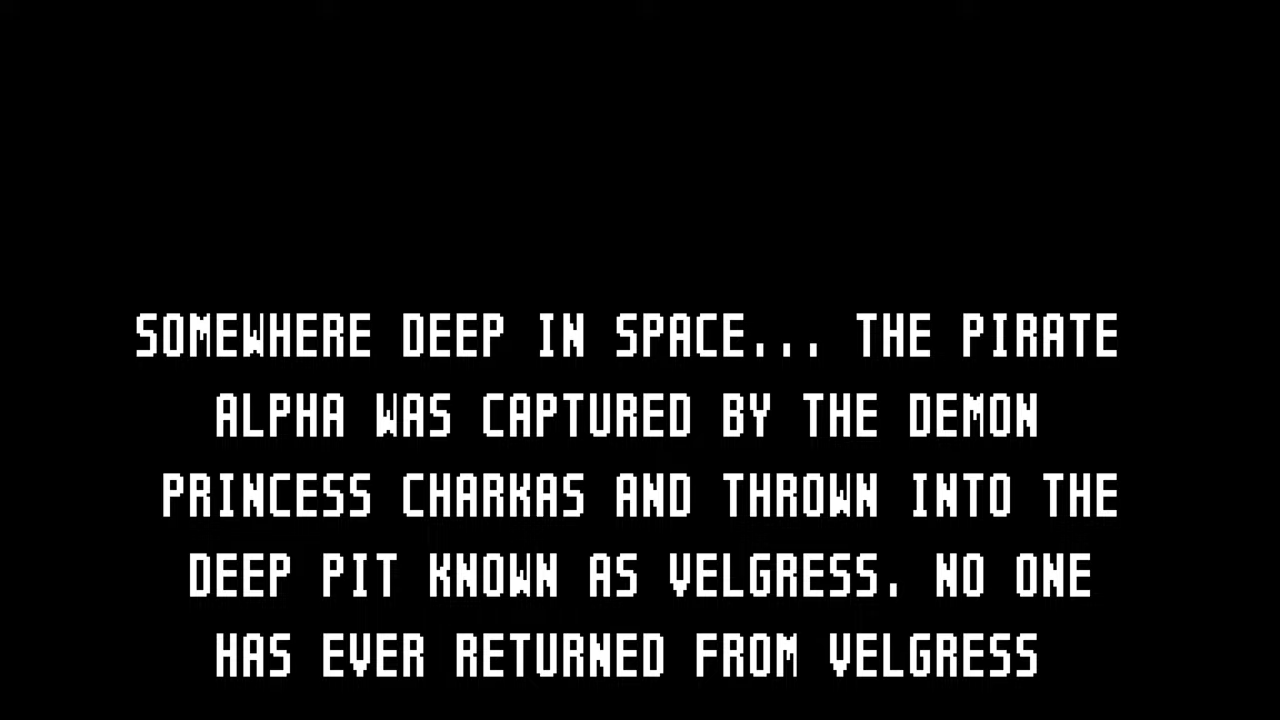 SOMEWHERE DEEP IN SPACE... THE PIRATE
ALPHA WAS CAPTURED BY THE DEMON
PRINCESS CHARKAS AND THROWN INTO THE
DEEP PIT KNOWN AS VELGRESS. NO ONE
HAS EVER RETURNED FROM VELGRESS